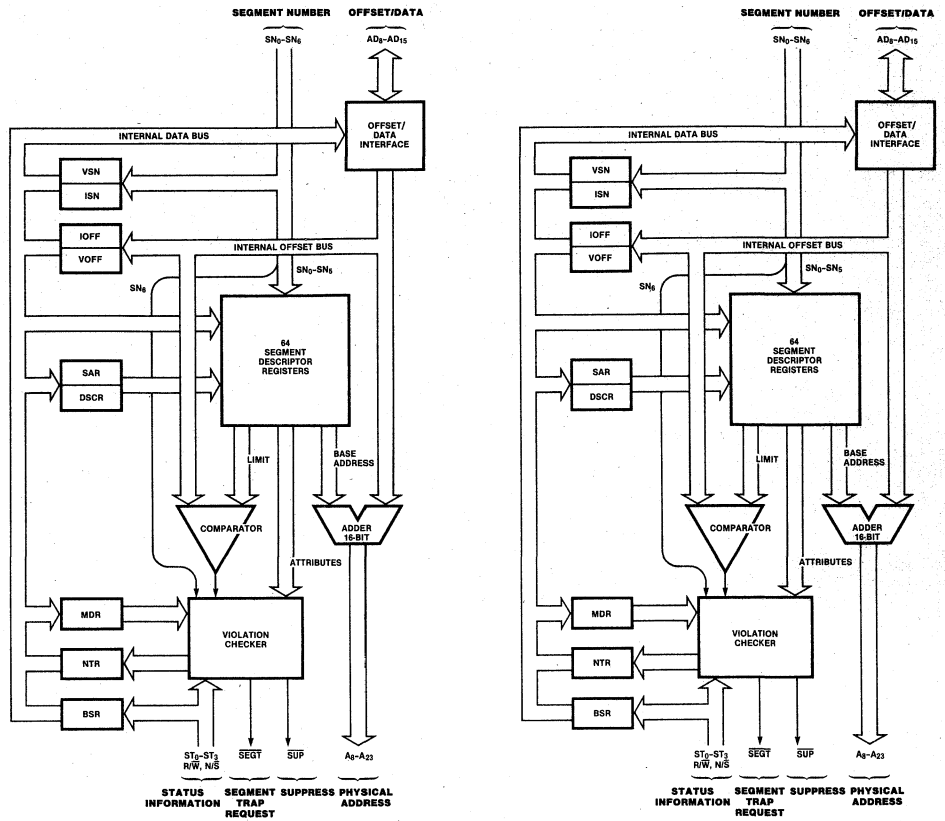 SEGMENT NUMBER OFFSET/DATA
SN0-SN6 AD8-AD15
OFFSET/
DATA
INTERFACE
INTERNAL DATA BUS
VSN
ISN
IOFF
VOFF
INTERNAL OFFSET BUS
SN6
SN0-SN5
64
SEGMENT
DESCRIPTOR
REGISTERS
SAR
DSCR
LIMIT
BASE
ADDRESS
COMPARATOR
ADDER
16-BIT
ATTRIBUTES
MDR
VIOLATION
CHECKER
NTR
BSR
ST0-ST3
R/W̅, N/S̅
S̅E̅G̅T̅
S̅U̅P̅
A8-A23
STATUS
INFORMATION
SEGMENT
TRAP
REQUEST
SUPPRESS
PHYSICAL
ADDRESS
SEGMENT NUMBER OFFSET/DATA
SN0-SN6 AD8-AD15
OFFSET/
DATA
INTERFACE
INTERNAL DATA BUS
VSN
ISN
IOFF
VOFF
INTERNAL OFFSET BUS
SN6
SN0-SN5
64
SEGMENT
DESCRIPTOR
REGISTERS
SAR
DSCR
LIMIT
BASE
ADDRESS
COMPARATOR
ADDER
16-BIT
ATTRIBUTES
MDR
VIOLATION
CHECKER
NTR
BSR
ST0-ST3
R/W̅, N/S̅
S̅E̅G̅T̅
S̅U̅P̅
A8-A23
STATUS
INFORMATION
SEGMENT
TRAP
REQUEST
SUPPRESS
PHYSICAL
ADDRESS